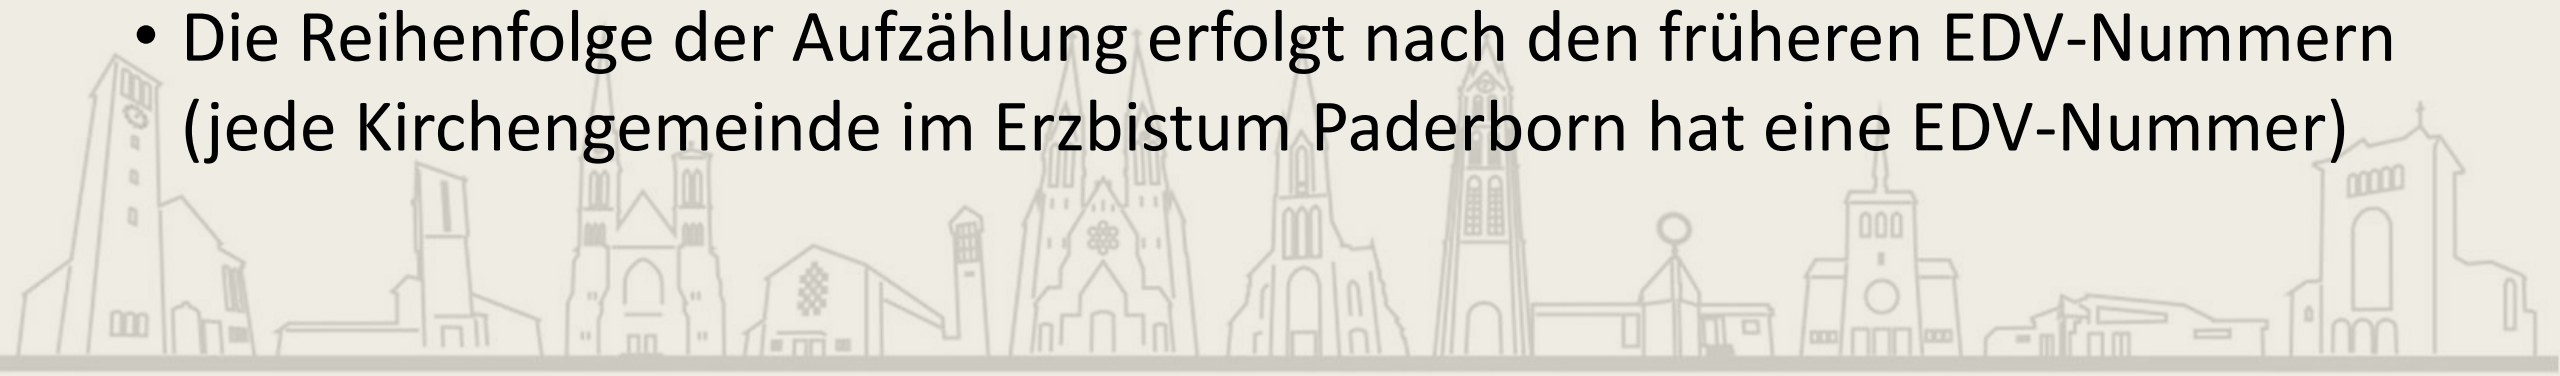 • Die Reihenfolge der Aufzählung erfolgt nach den früheren EDV-Nummern
(jede Kirchengemeinde im Erzbistum Paderborn hat eine EDV-Nummer)